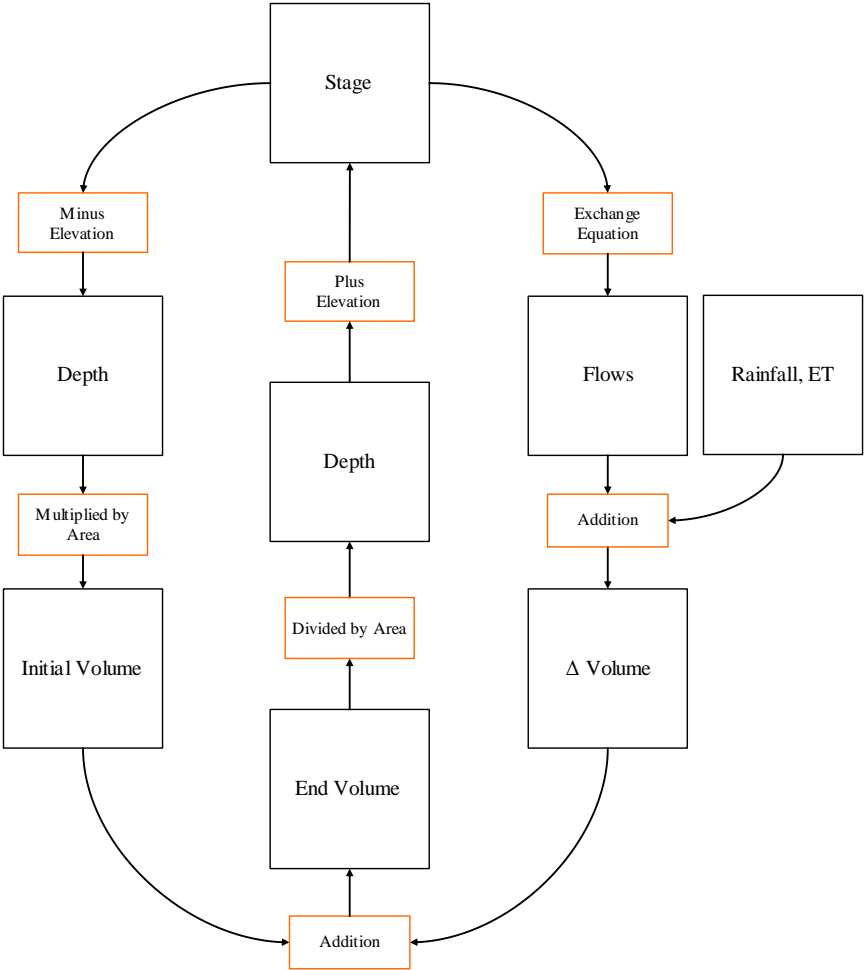 Stage
Minus
Elevation
Exchange
Equation
Plus
Elevation
Depth
Flows
Rainfall, ET
Depth
Multiplied by
Area
Addition
Divided by Area
Initial Volume
Δ Volume
End Volume
Addition